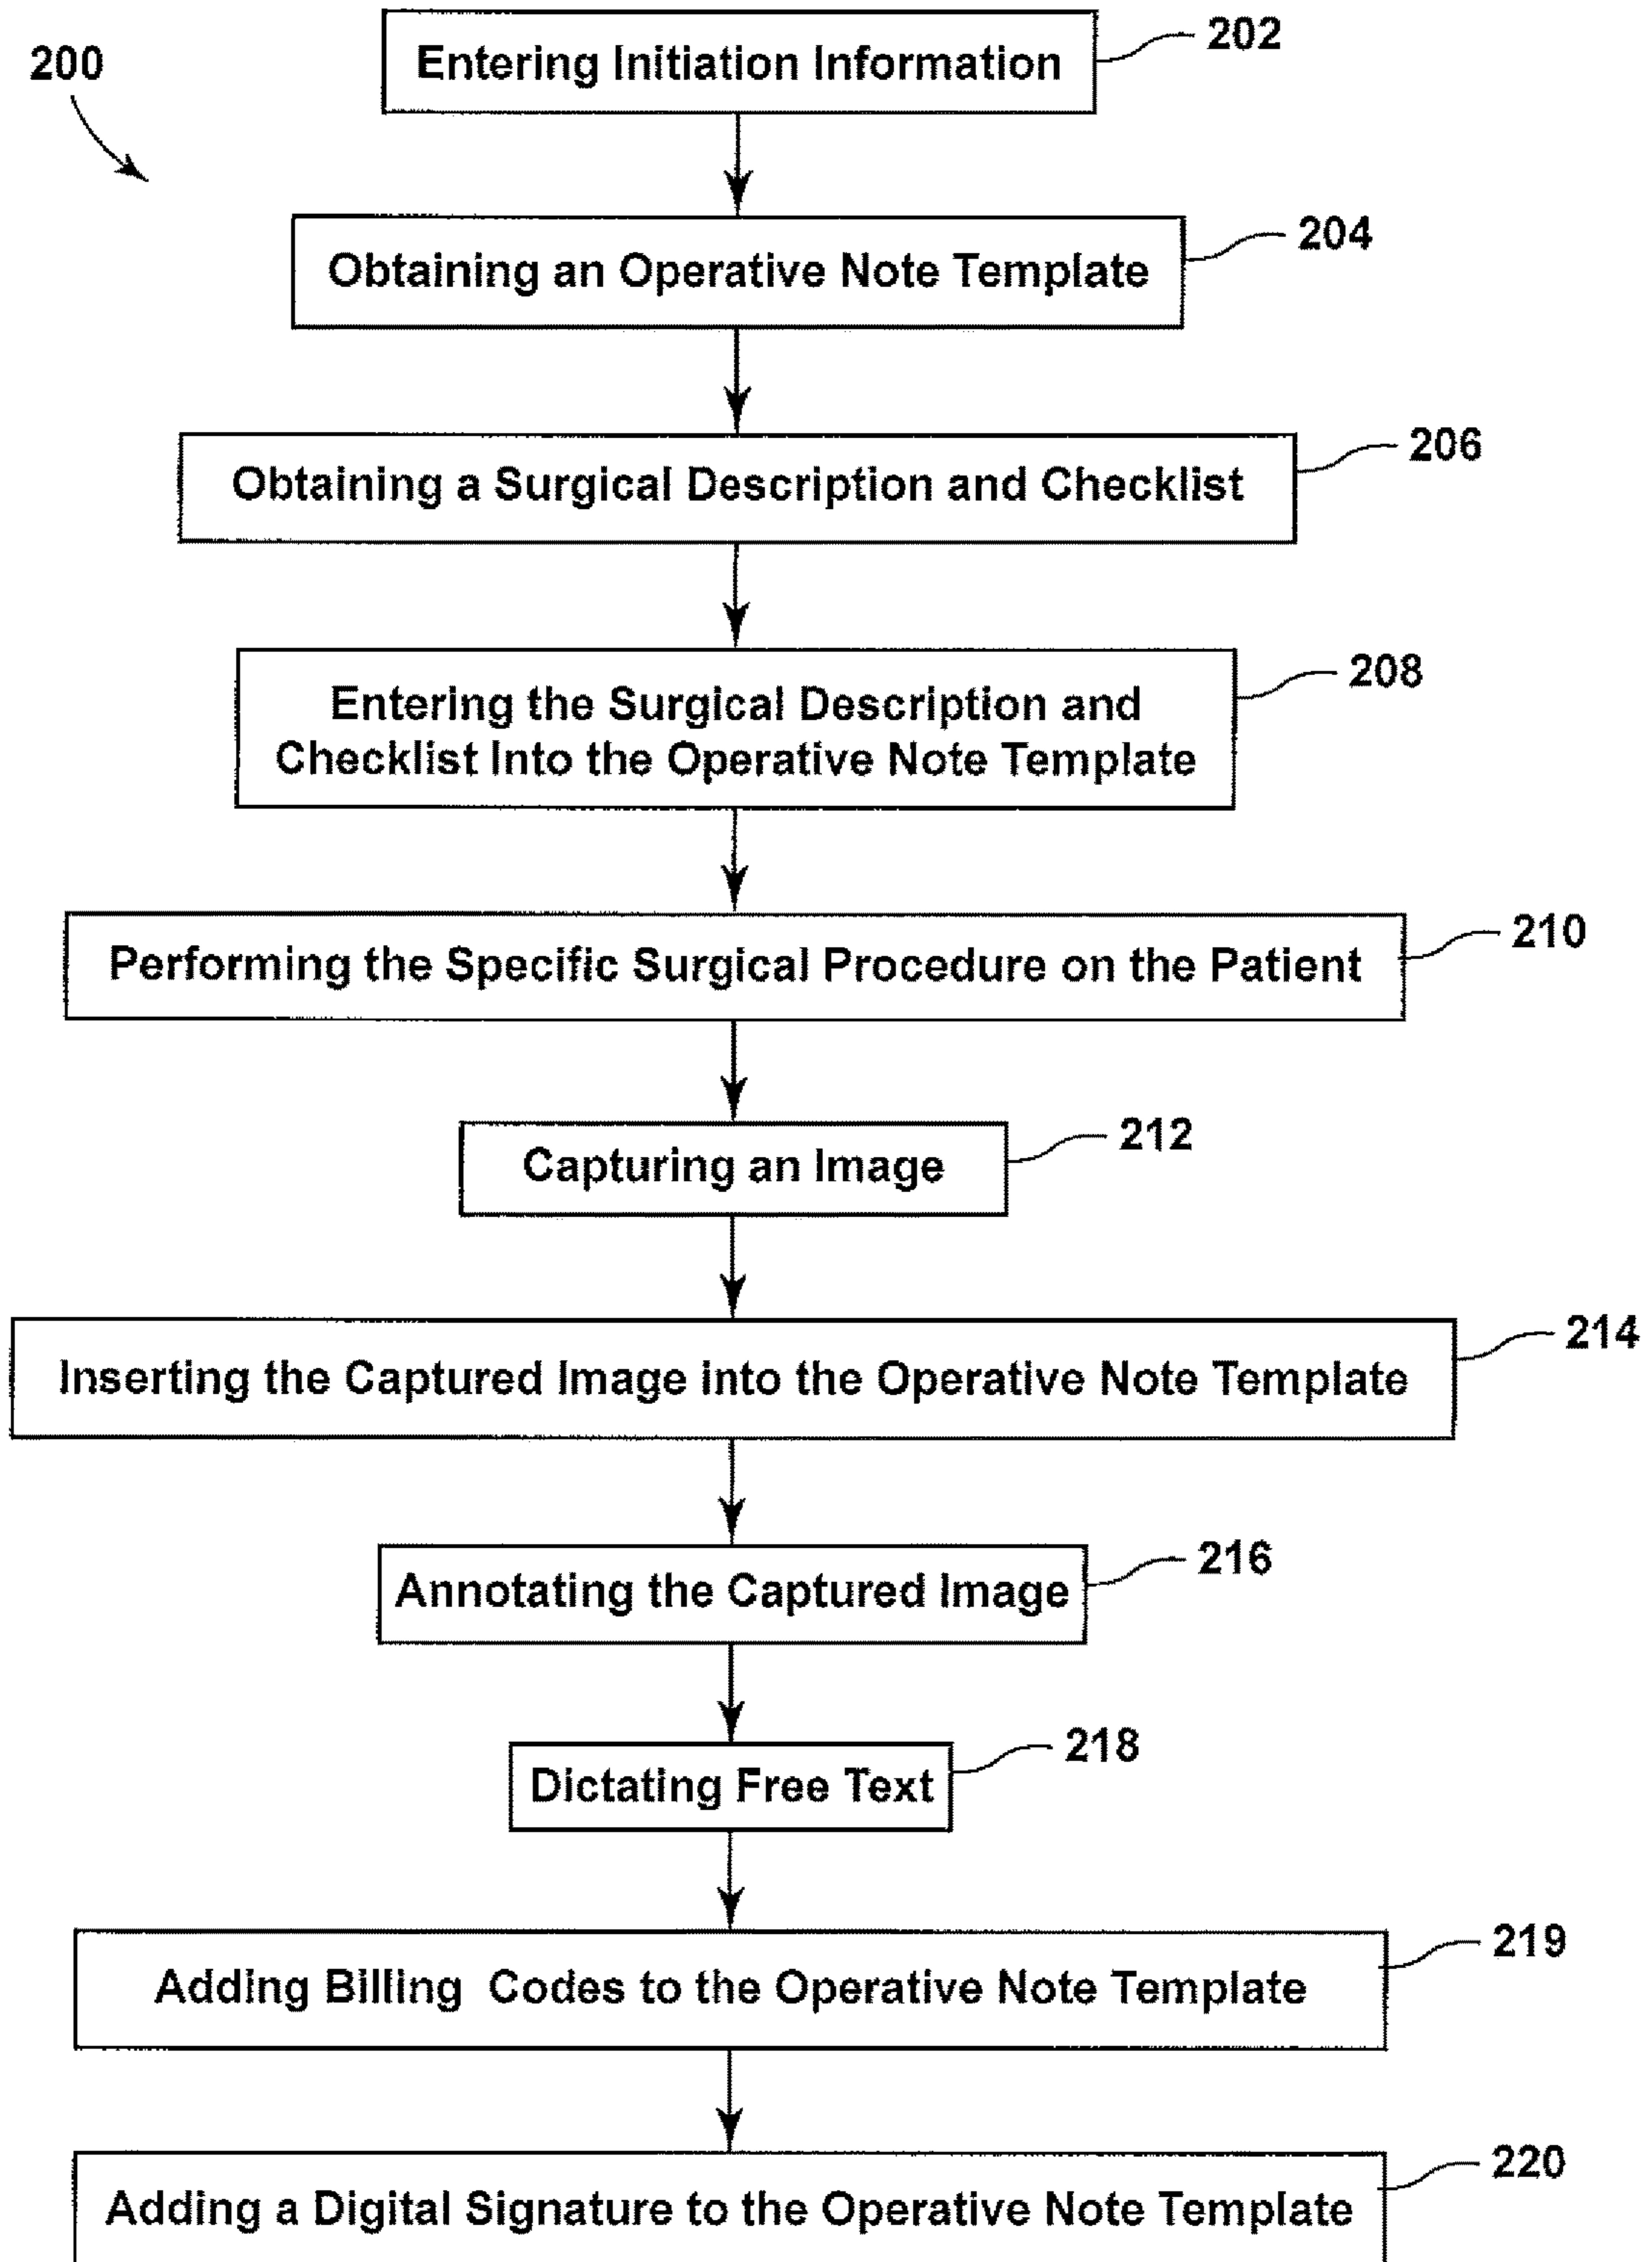 200
Entering Initiation Information
202
Obtaining an Operative Note Template
204
Obtaining a Surgical Description and Checklist
206
Entering the Surgical Description and
Checklist Into the Operative Note Template
208
Performing the Specific Surgical Procedure on the Patient
210
Capturing an Image
212
Inserting the Captured Image into the Operative Note Template
214
Annotating the Captured Image
216
Dictating Free Text
218
Adding Billing Codes to the Operative Note Template
219
Adding a Digital Signature to the Operative Note Template
220